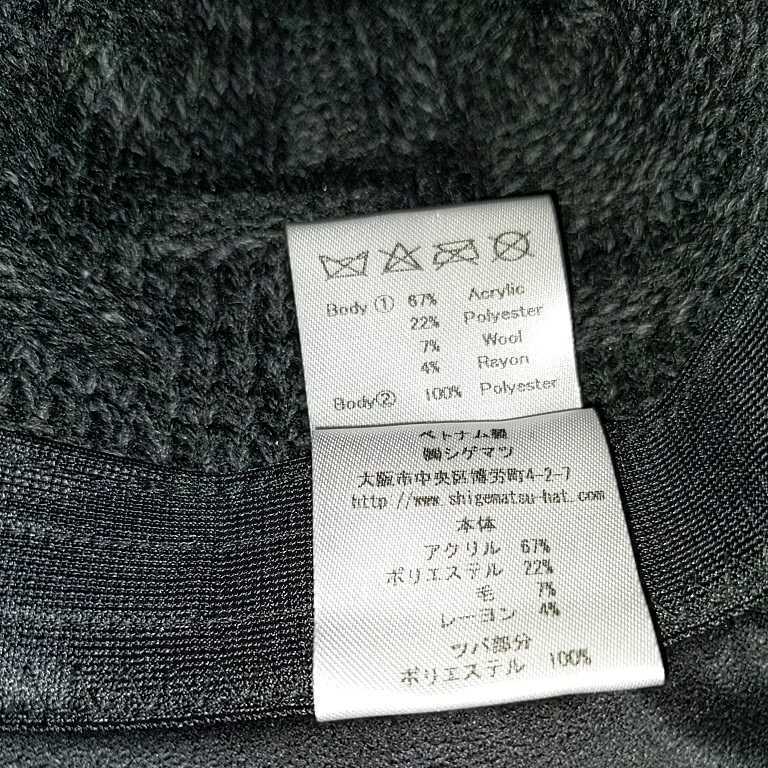 Body ① 67% Acrylic
22% Polyester
7% Wool
4% Rayon
Body② 100% Polyester
ベトナム製
㈱シゲマツ
大阪市中央区博労町4-2-7
http://www.shigematsu-hat.com
本体
アクリル 67%
ポリエステル 22%
毛 7%
レーヨン 4%
ツバ部分
ポリエステル 100%